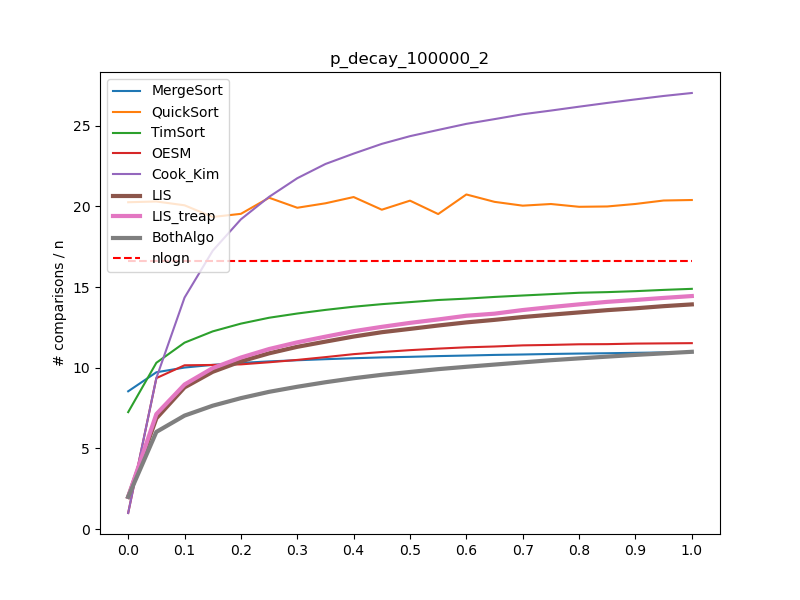 p_decay_100000_2
MergeSort
QuickSort
TimSort
OESM
Cook_Kim
LIS
LIS_treap
BothAlgo
nlogn
# comparisons / n
25
20
15
10
5
0
0.0 0.1 0.2 0.3 0.4 0.5 0.6 0.7 0.8 0.9 1.0